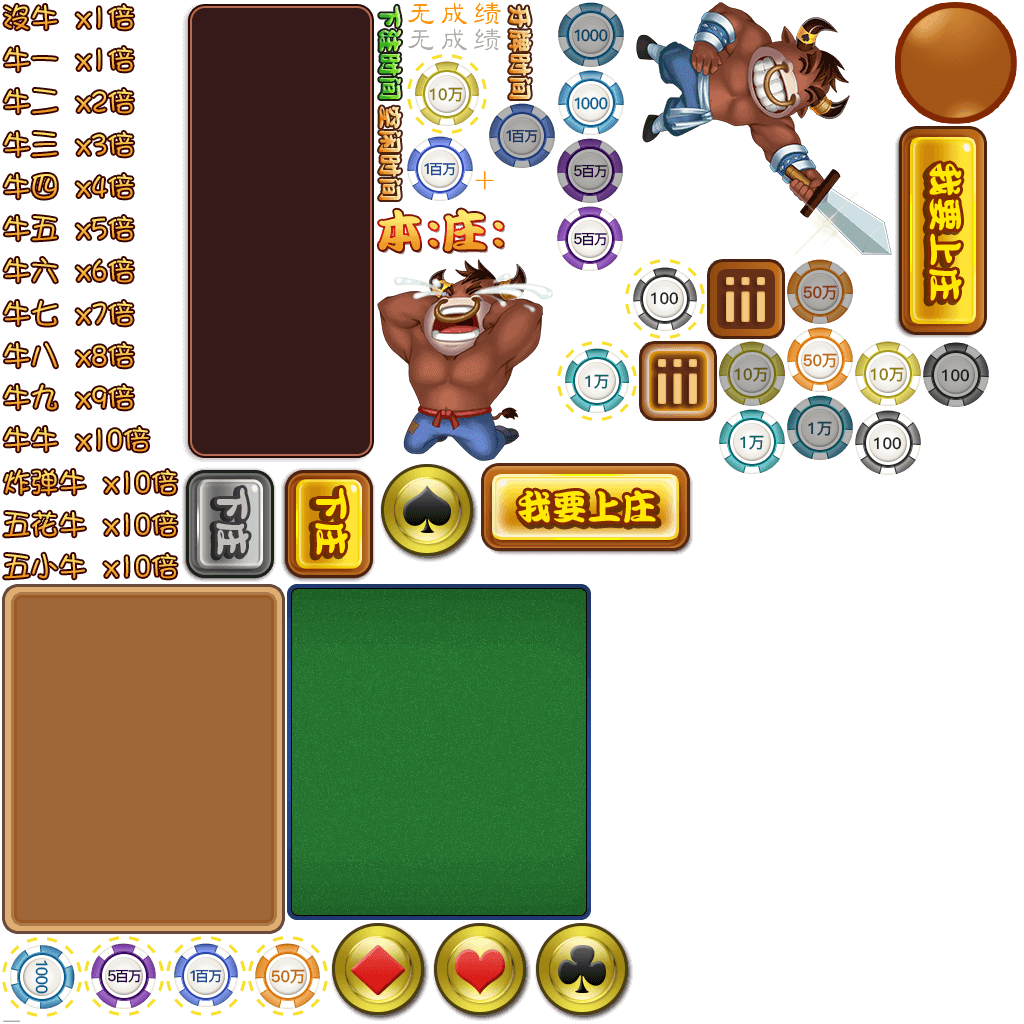 沒牛 x1倍
牛一 x1倍
牛二 x2倍
牛三 x3倍
牛四 x4倍
牛五 x5倍
牛六 x6倍
牛七 x7倍
牛八 x8倍
牛九 x9倍
牛牛 x10倍
炸弹牛 x10倍
五花牛 x10倍
五小牛 x10倍
下注时间
空闲时间
无成绩
无成绩
开牌时间
10万
1百万
1百万
+
本:庄:
1000
1000
5百万
5百万
我要上庄
100
50万
1万
10万
50万
10万
100
1万
1万
100
下庄
下庄
我要上庄
1000
5百万
1百万
50万